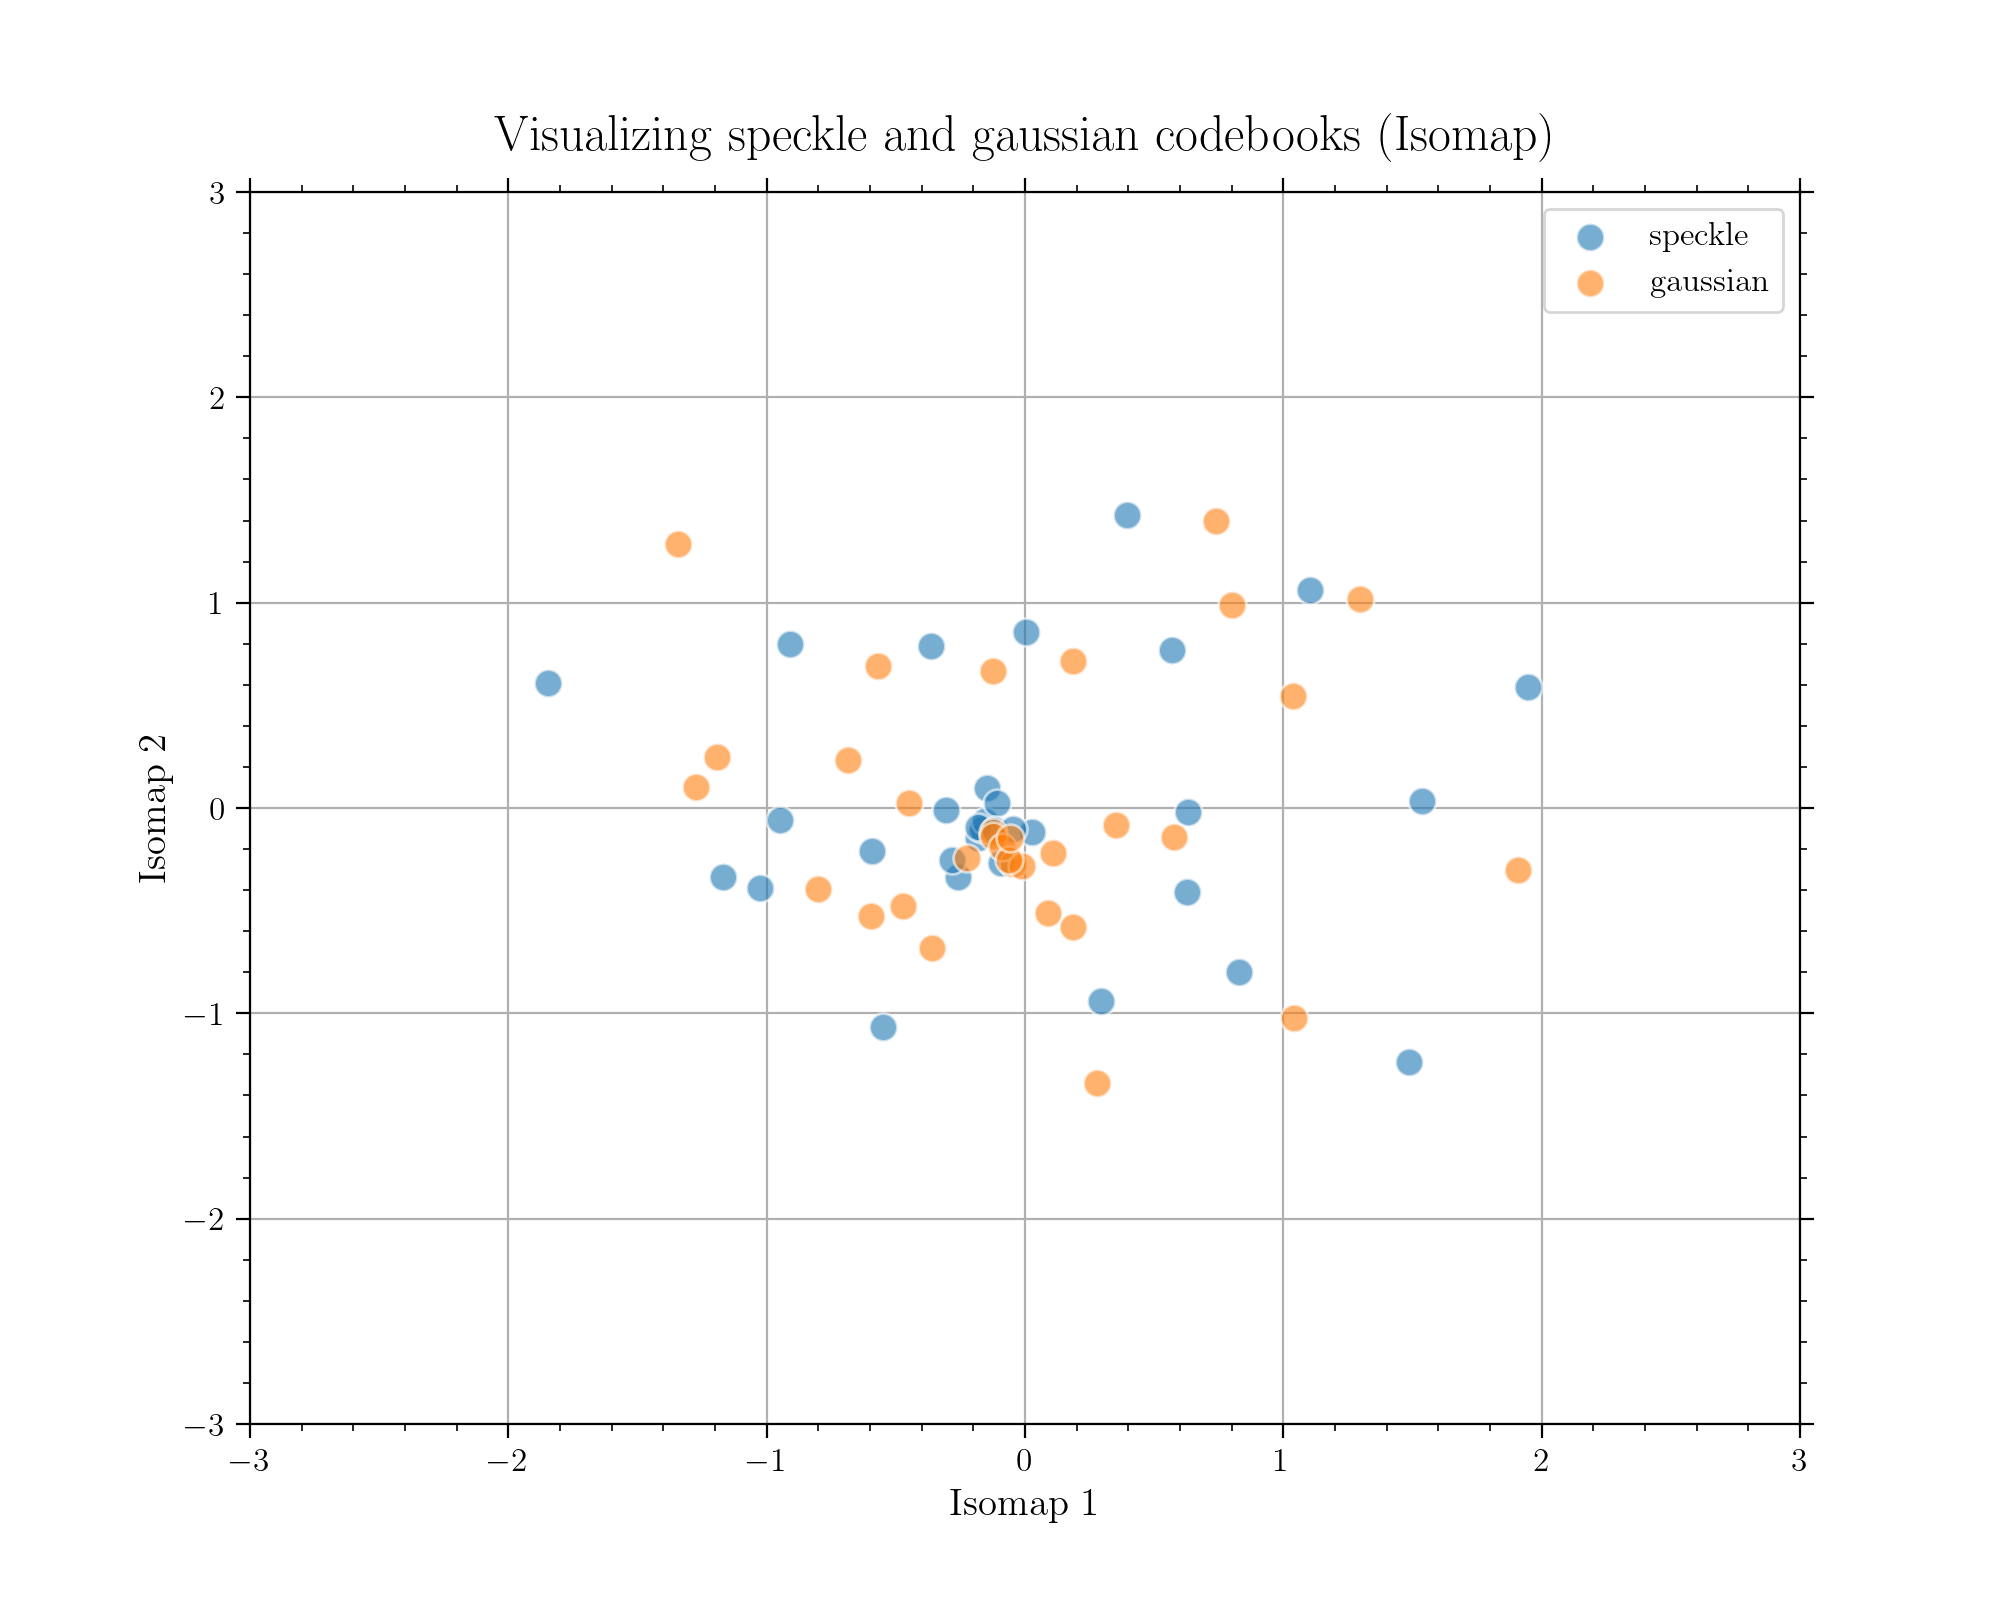 Visualizing speckle and gaussian codebooks (Isomap)
speckle
gaussian
3
2
1
0
−1
−2
−3
Isomap 2
−3 −2 −1 0 1 2 3
Isomap 1